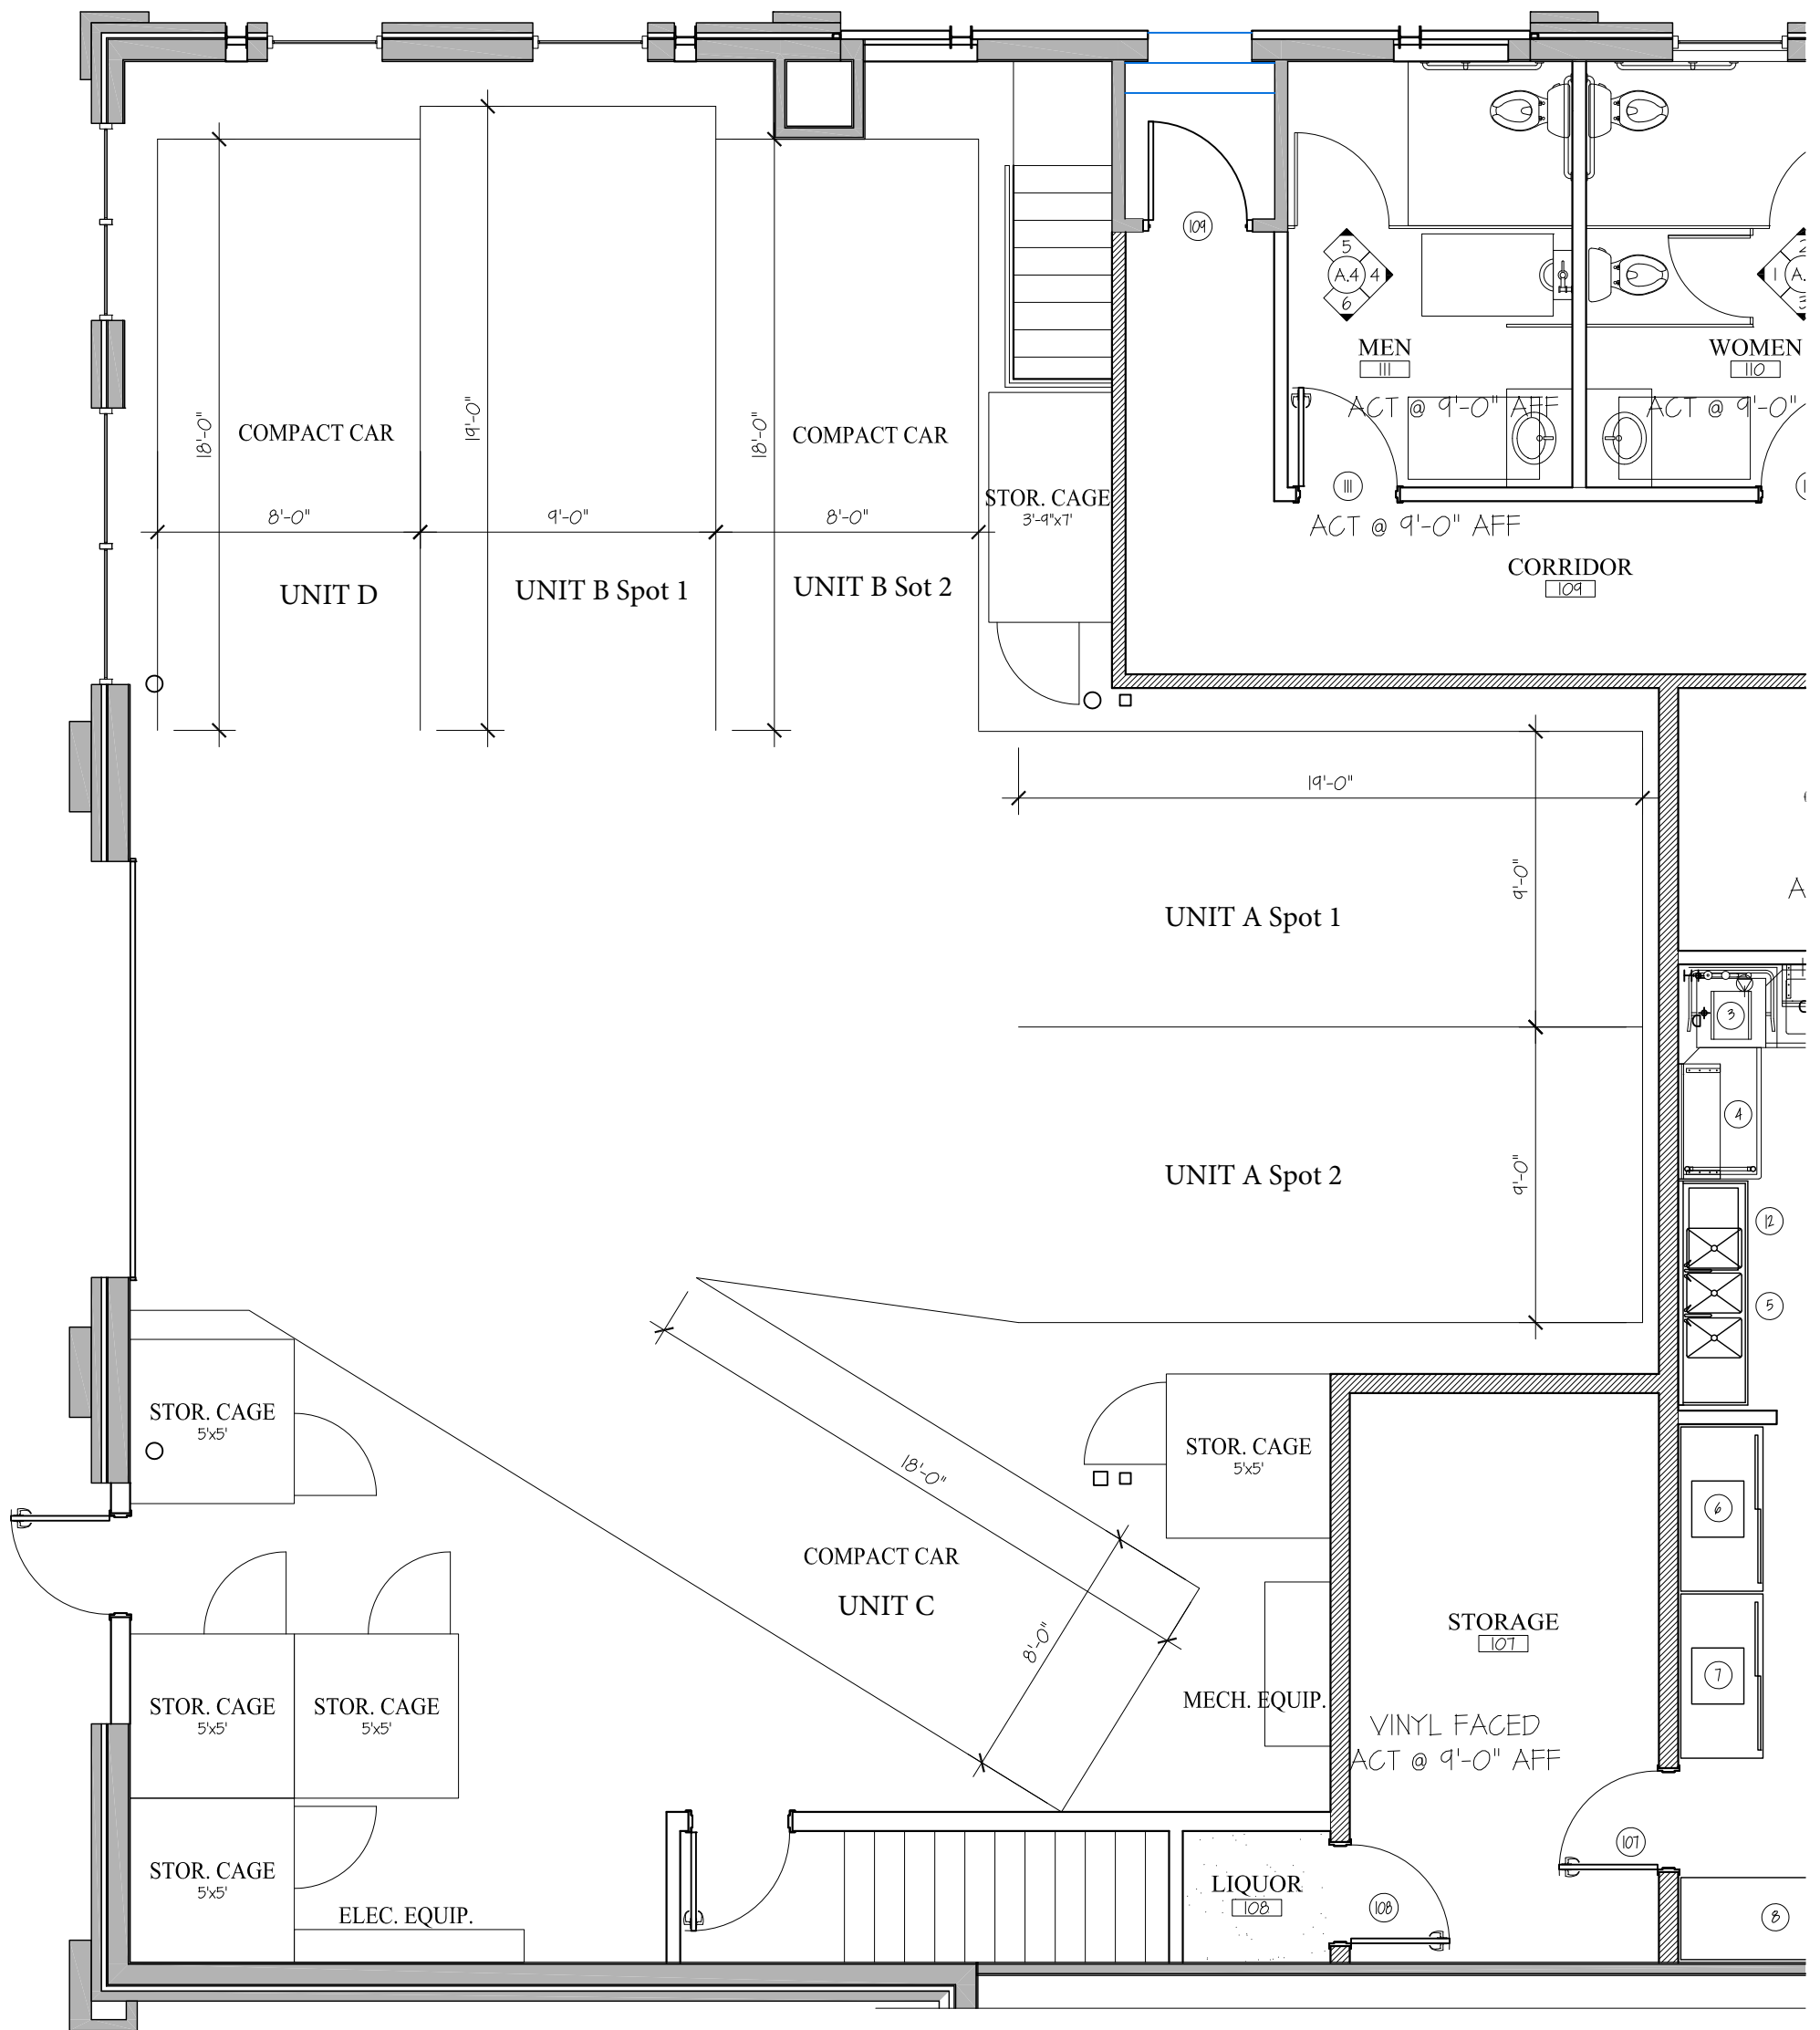 109
5
A.4
4
6
2
1
A.
3
MEN
111
WOMEN
110
ACT @ 9'-0" AFF
ACT @ 9'-0"
18'-0"
COMPACT CAR
19'-0"
18'-0"
COMPACT CAR
STOR. CAGE
3'-9"x7'
111
8'-0"
9'-0"
8'-0"
ACT @ 9'-0" AFF
CORRIDOR
109
UNIT D
UNIT B Spot 1
UNIT B Sot 2
19'-0"
9'-0"
A
UNIT A Spot 1
3
4
UNIT A Spot 2
9'-0"
12
5
STOR. CAGE
5'x5'
STOR. CAGE
5'x5'
18'-0"
6
COMPACT CAR
UNIT C
8'-0"
STORAGE
107
7
STOR. CAGE
5'x5'
STOR. CAGE
5'x5'
MECH. EQUIP.
VINYL FACED
ACT @ 9'-0" AFF
107
STOR. CAGE
5'x5'
LIQUOR
108
108
ELEC. EQUIP.
8